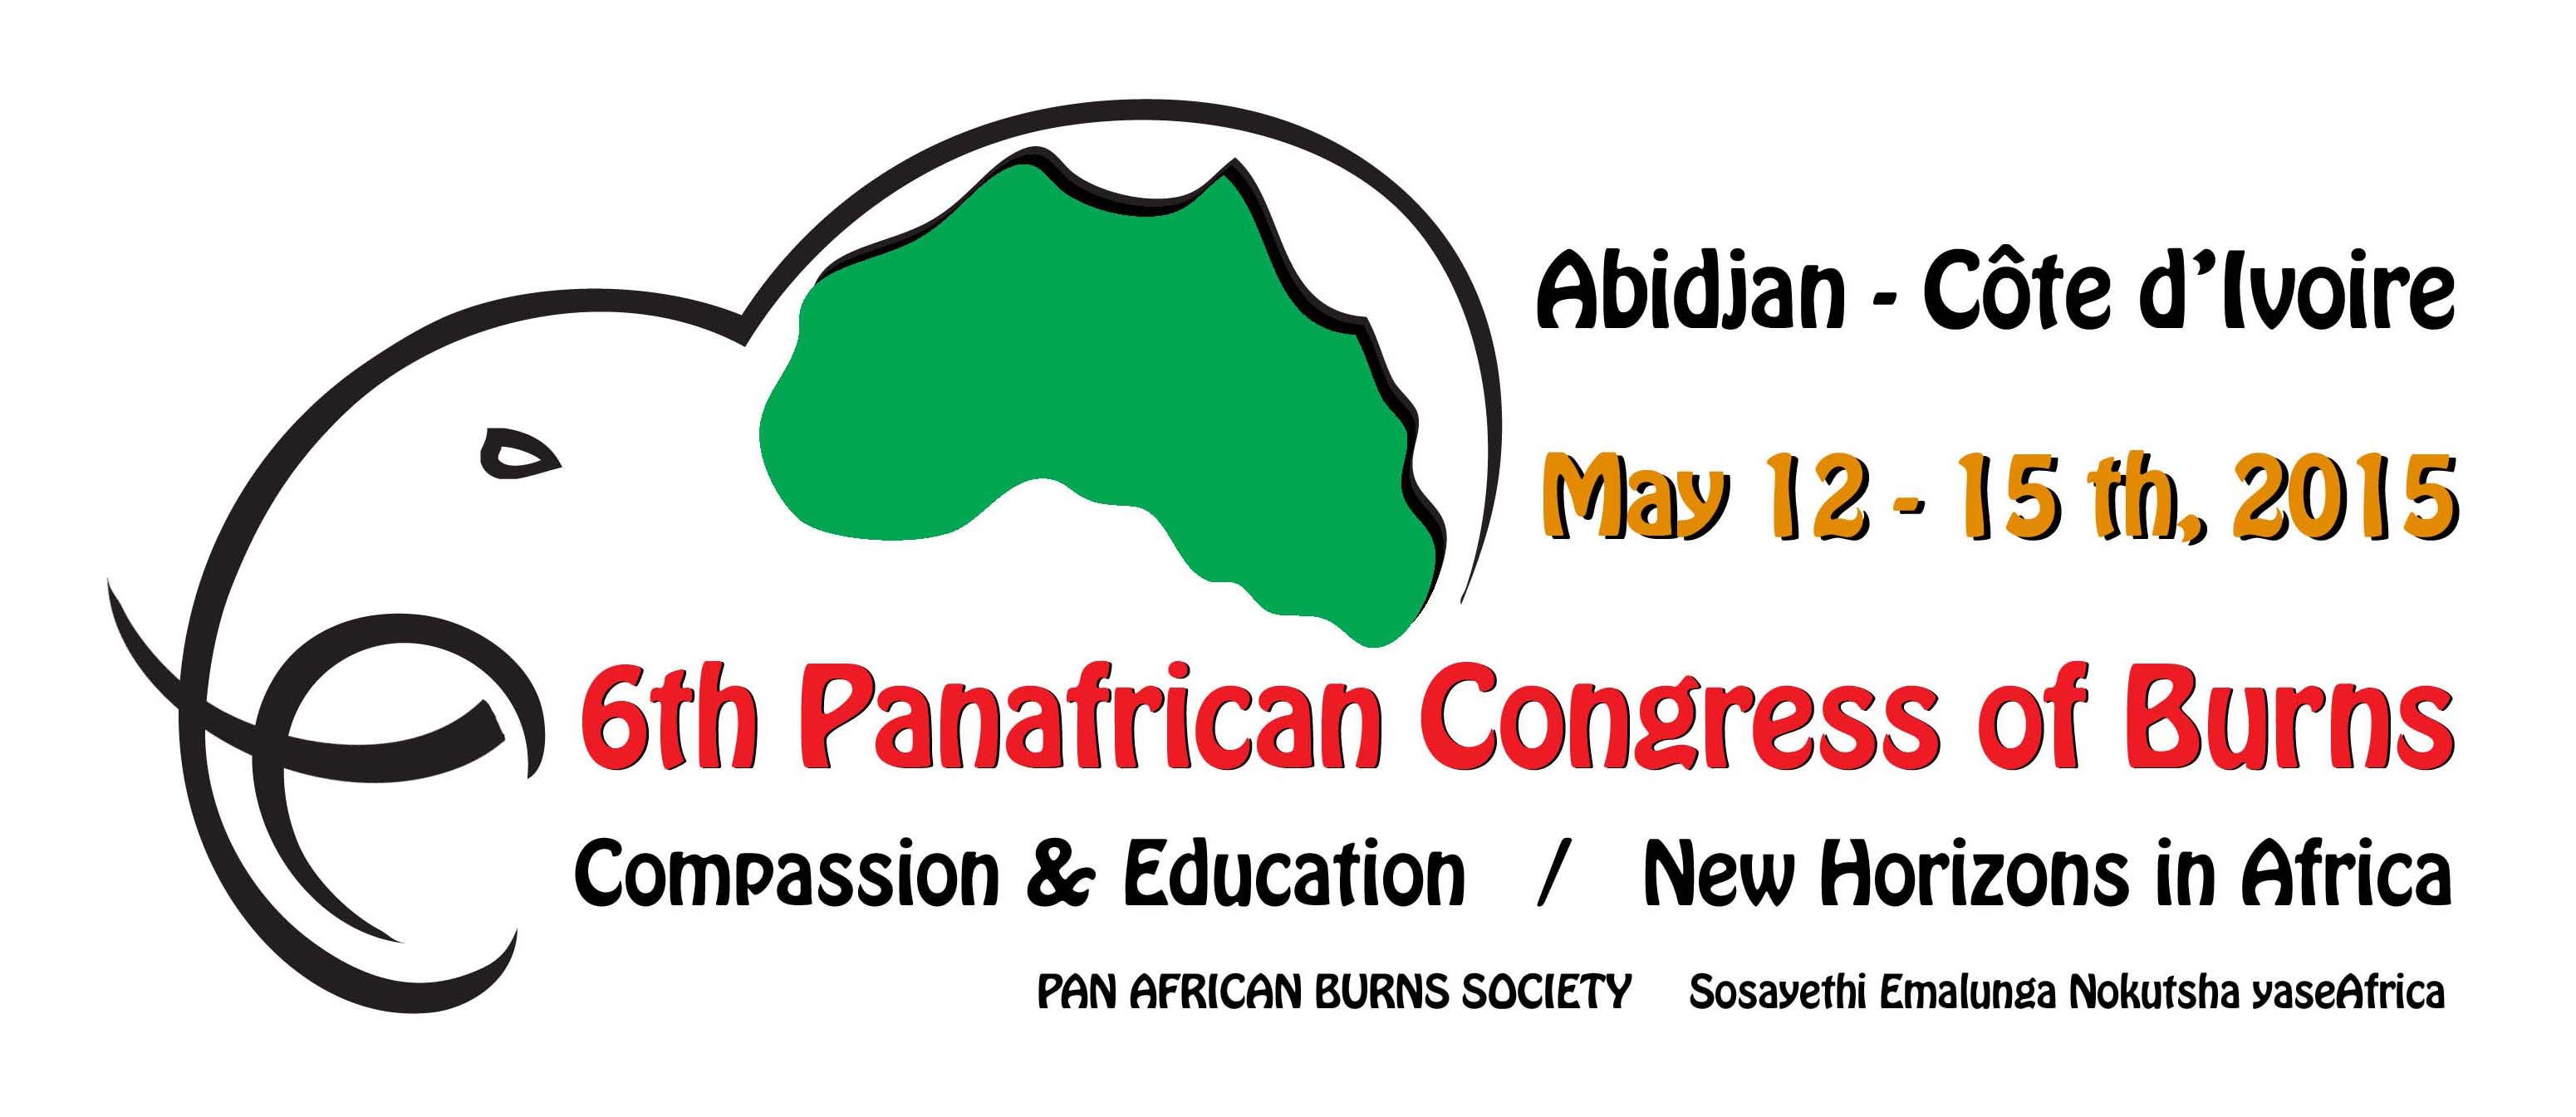 Abidjan - Côte d’Ivoire
May 12 - 15 th, 2015
6th Panafrican Congress of Burns
Compassion & Education / New Horizons in Africa
PAN AFRICAN BURNS SOCIETY Sosayethi Emalunga Nokutsha yaseAfrica